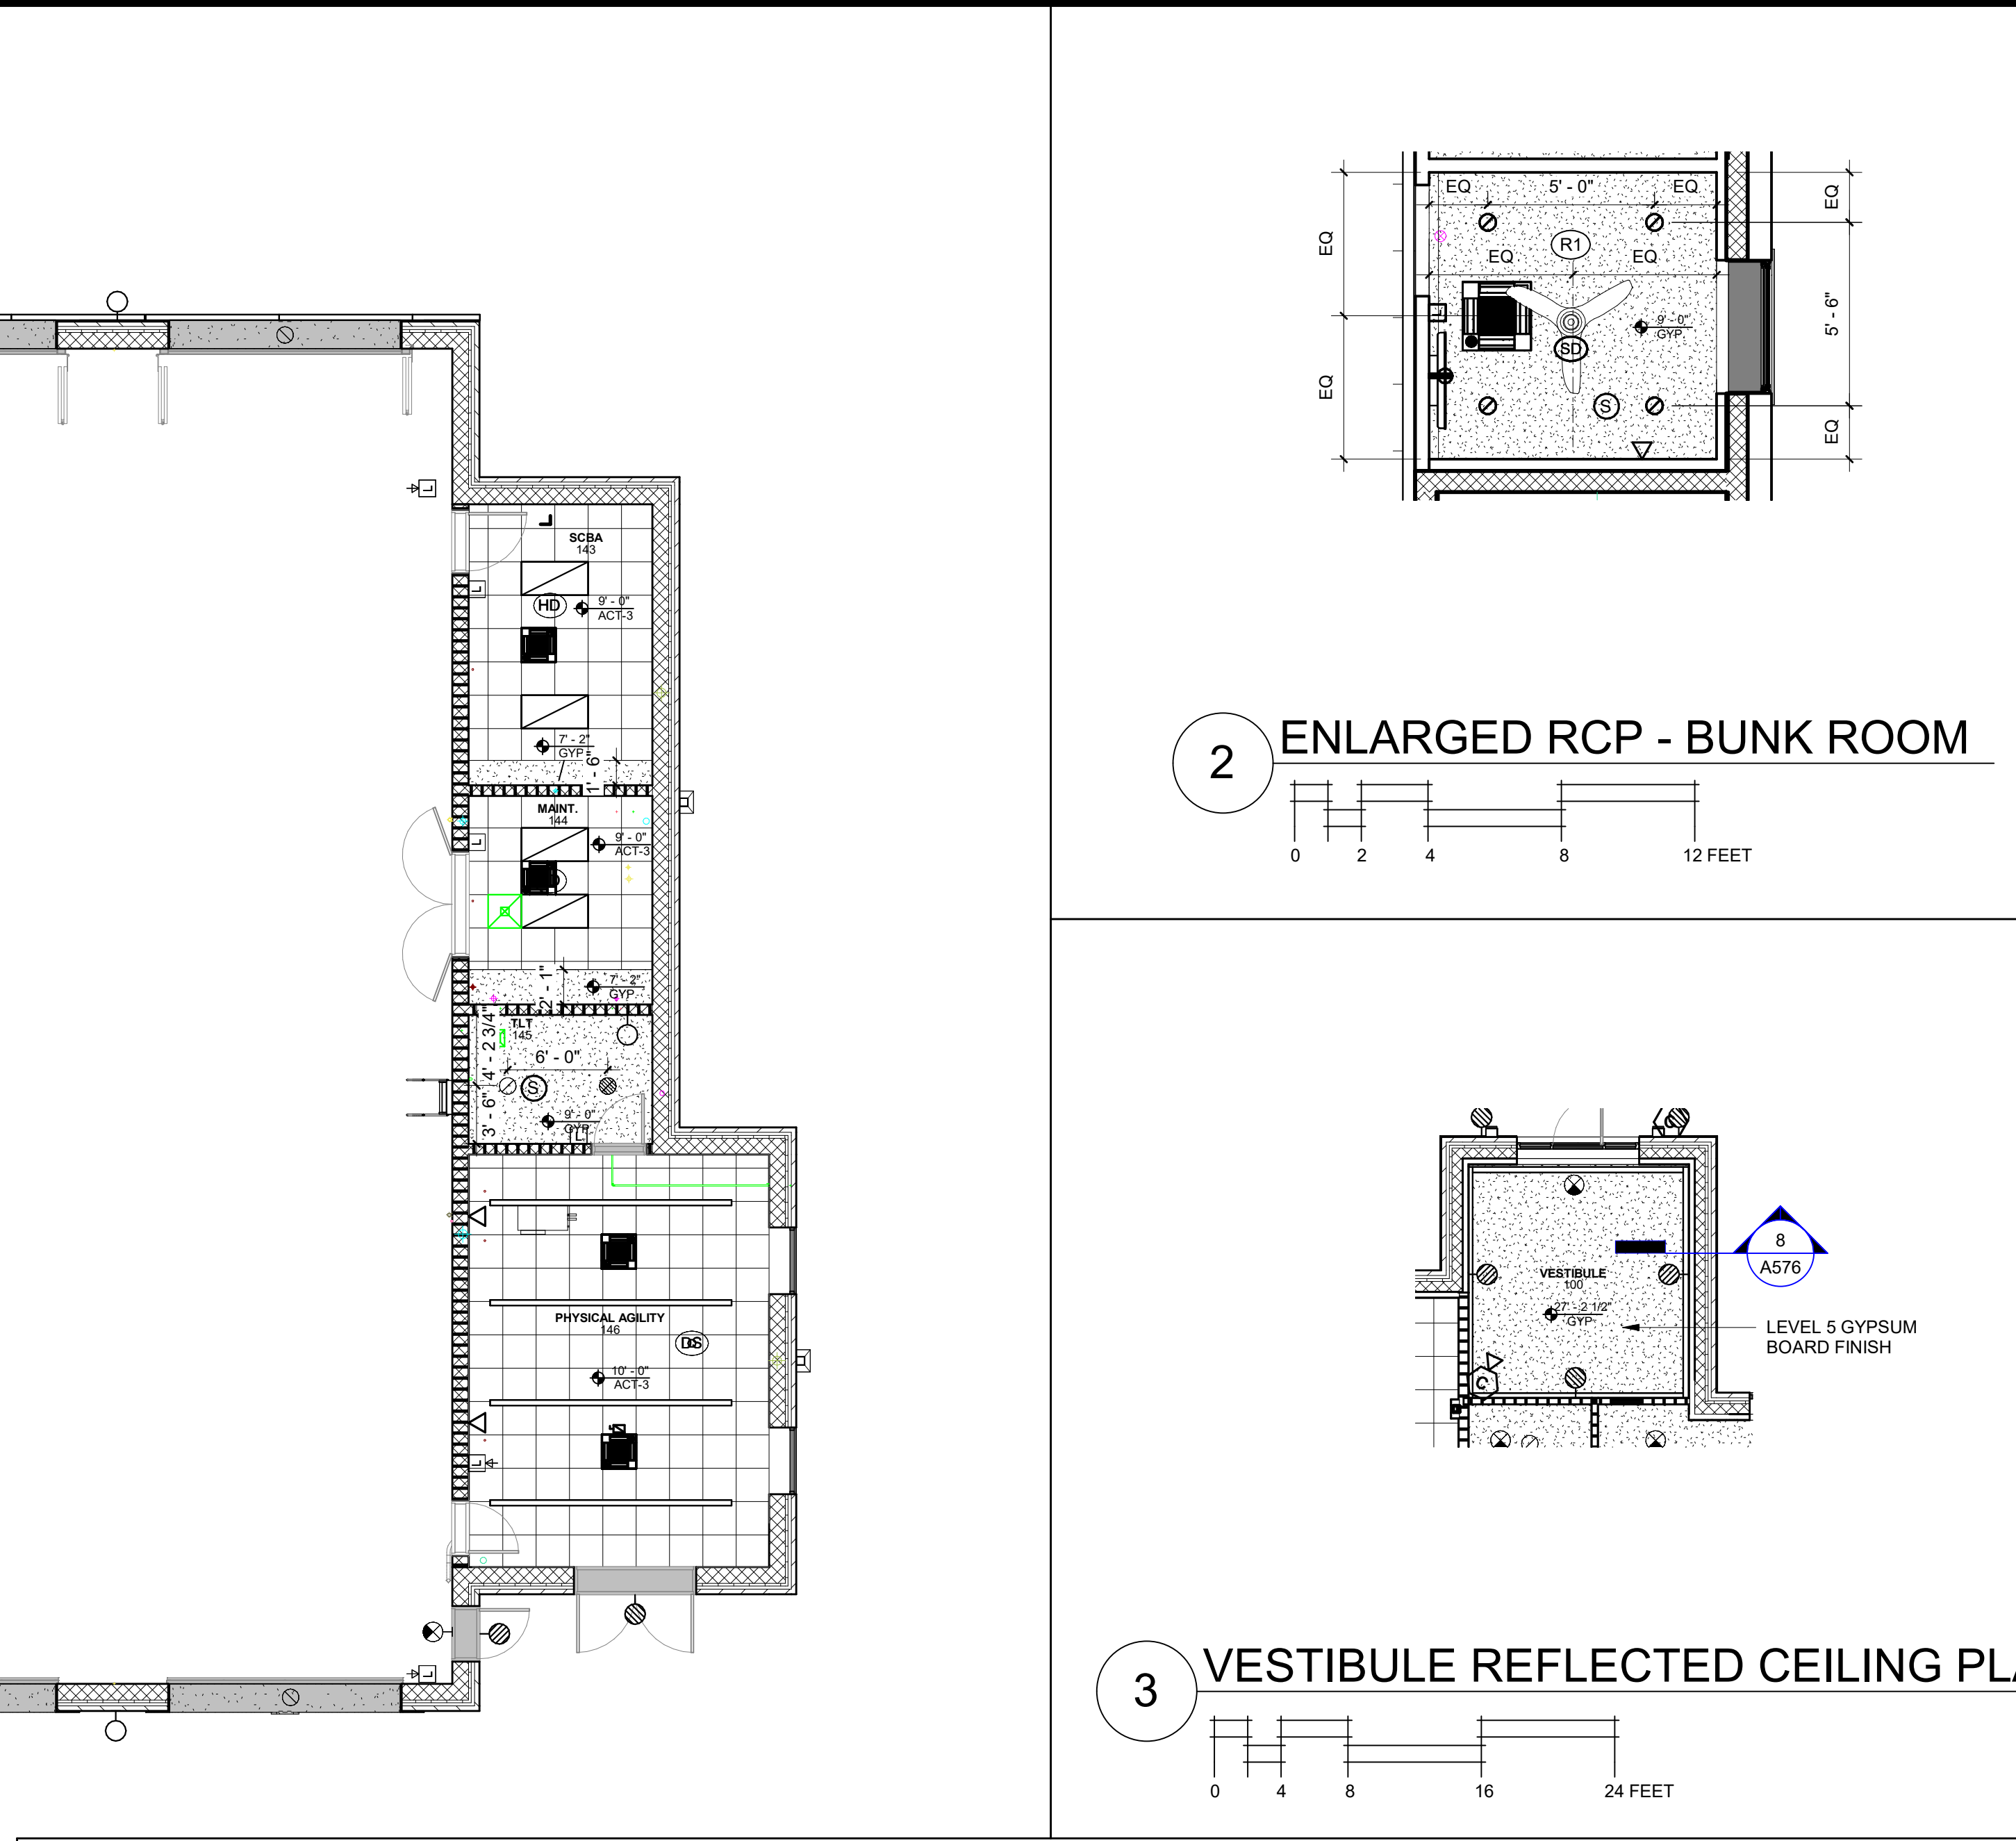 L
L
SCBA
143
L
HD
9' - 0"
ACT-3
7' - 2"
GYP
1' - 6"
MAINT.
144
L
9' - 0"
ACT-3
2' - 1"
7' - 2"
GYP
TLT
145
4' - 2 3/4"
6' - 0"
S
3' - 6"
9' - 0"
GYP
L
PHYSICAL AGILITY
146
10' - 0"
ACT-3
L
L
EQ
5' - 0"
EQ
EQ
EQ
R1
EQ
EQ
9' - 0"
GYP
SD
5' - 6"
EQ
S
EQ
2
ENLARGED RCP - BUNK ROOM
0
2
4
8
12 FEET
8
A576
VESTIBULE
100
27' - 2 1/2"
GYP
LEVEL 5 GYPSUM
BOARD FINISH
C
3
VESTIBULE REFLECTED CEILING
0
4
8
16
24 FEET